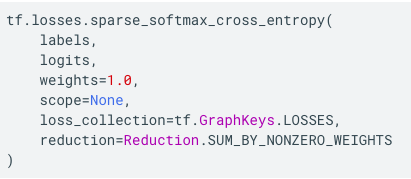 tf.losses.sparse_softmax_cross_entropy(
    labels,
    logits,
    weights=1.0,
    scope=None,
    loss_collection=tf.GraphKeys.LOSSES,
    reduction=Reduction.SUM_BY_NONZERO_WEIGHTS
)